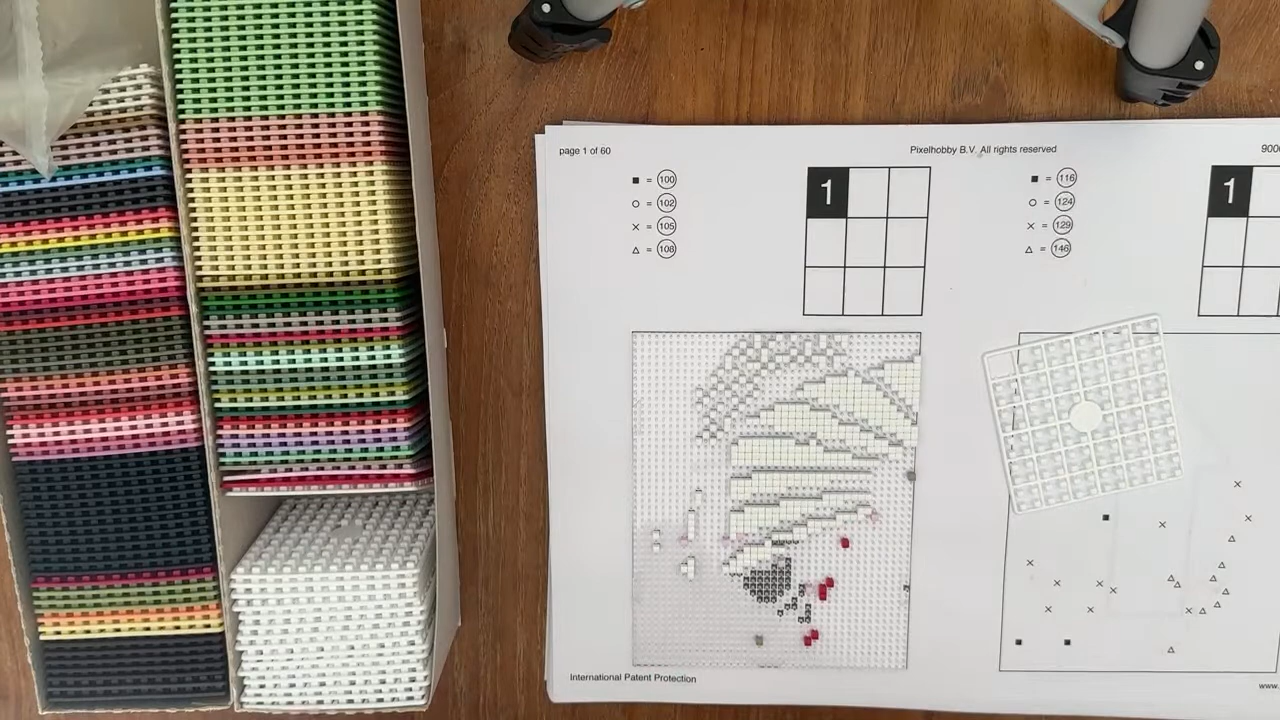 page 1 of 60
Pixelhobby B.V. All rights reserved
■ = 100
○ = 102
× = 105
△ = 108
1
■ = 116
○ = 124
× = 129
△ = 146
1
International Patent Protection
www.